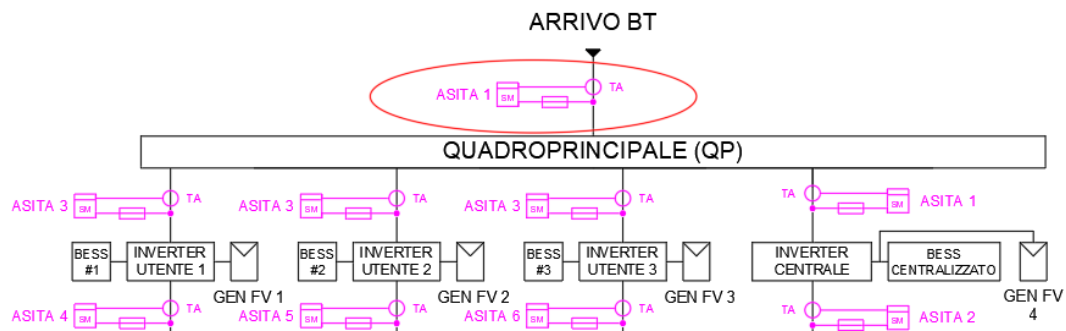 ARRIVO BT
ASITA 1
SM
TA
QUADROPRINCIPALE (QP)
ASITA 3
SM
TA
ASITA 3
SM
TA
ASITA 3
SM
TA
TA
SM
ASITA 1
BESS
#1
INVERTER
UTENTE 1
GEN FV 1
BESS
#2
INVERTER
UTENTE 2
GEN FV 2
BESS
#3
INVERTER
UTENTE 3
GEN FV 3
INVERTER
CENTRALE
BESS
CENTRALIZZATO
GEN FV
4
ASITA 4
SM
TA
ASITA 5
SM
TA
ASITA 6
SM
TA
TA
SM
ASITA 2